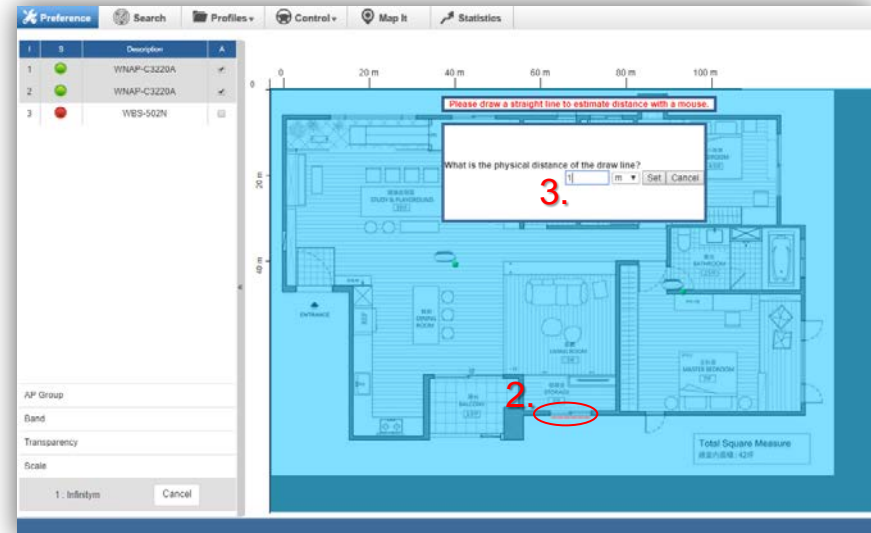 Preference Search Profiles Control Map It Statistics
I S Description A
1 WNAP-C3220A
2 WNAP-C3220A
3 WBS-502N
0 20 m 40 m 60 m 80 m 100 m
0
20 m
40 m
Please draw a straight line to estimate distance with a mouse.
What is the physical distance of the draw line?
1 m Set Cancel
3.
STUDY & PLAYGROUND
BATHROOM
ENTRANCE
REF
DINING
ROOM
LIVING ROOM
MASTER BEDROOM
STORAGE
BALCONY
2.
Total Square Measure
AP Group
Band
Transparency
Scale
1 : Infinitym Cancel